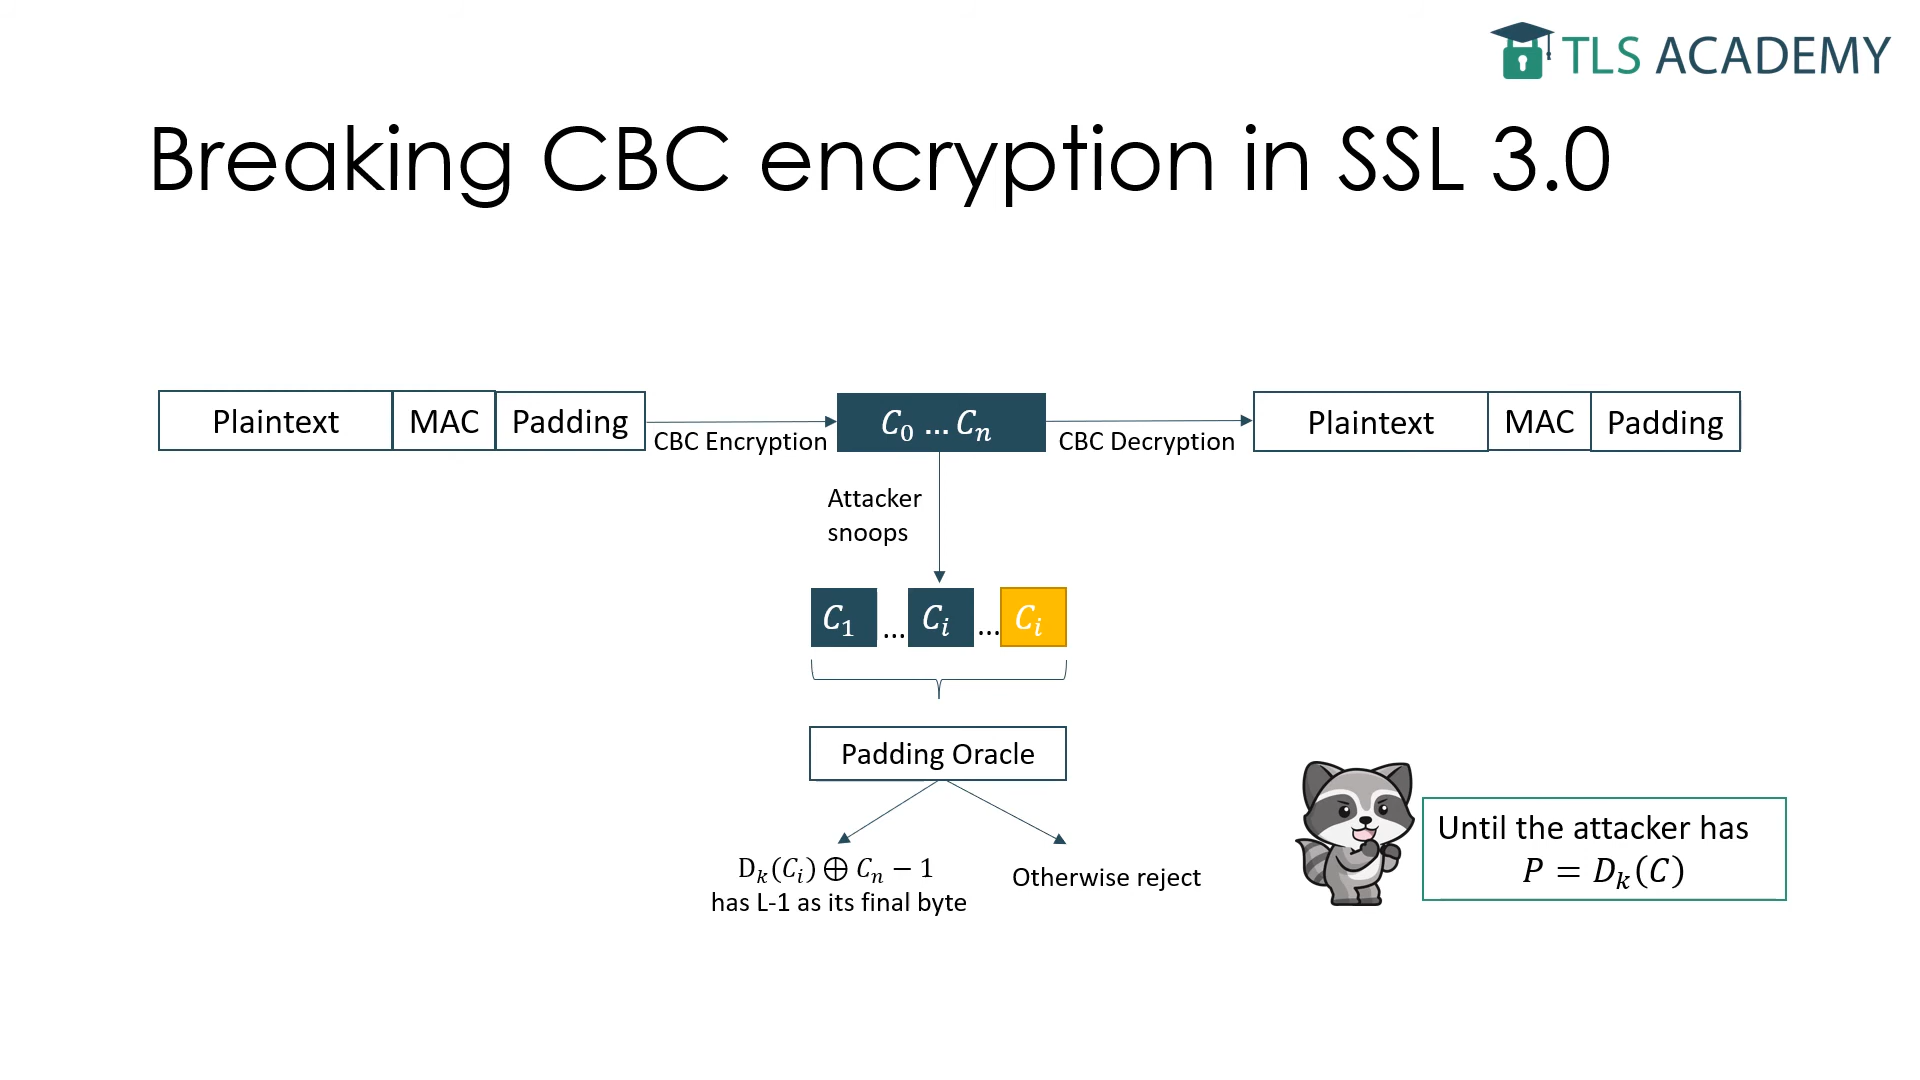 TLS ACADEMY
Breaking CBC encryption in SSL 3.0
Plaintext MAC Padding
CBC Encryption
C₀ … Cₙ
CBC Decryption
Plaintext MAC Padding
Attacker
snoops
C₁ … Cᵢ … Cᵢ
Padding Oracle
Dₖ(Cᵢ) ⊕ Cₙ − 1
has L-1 as its final byte
Otherwise reject
Until the attacker has
P = Dₖ(C)